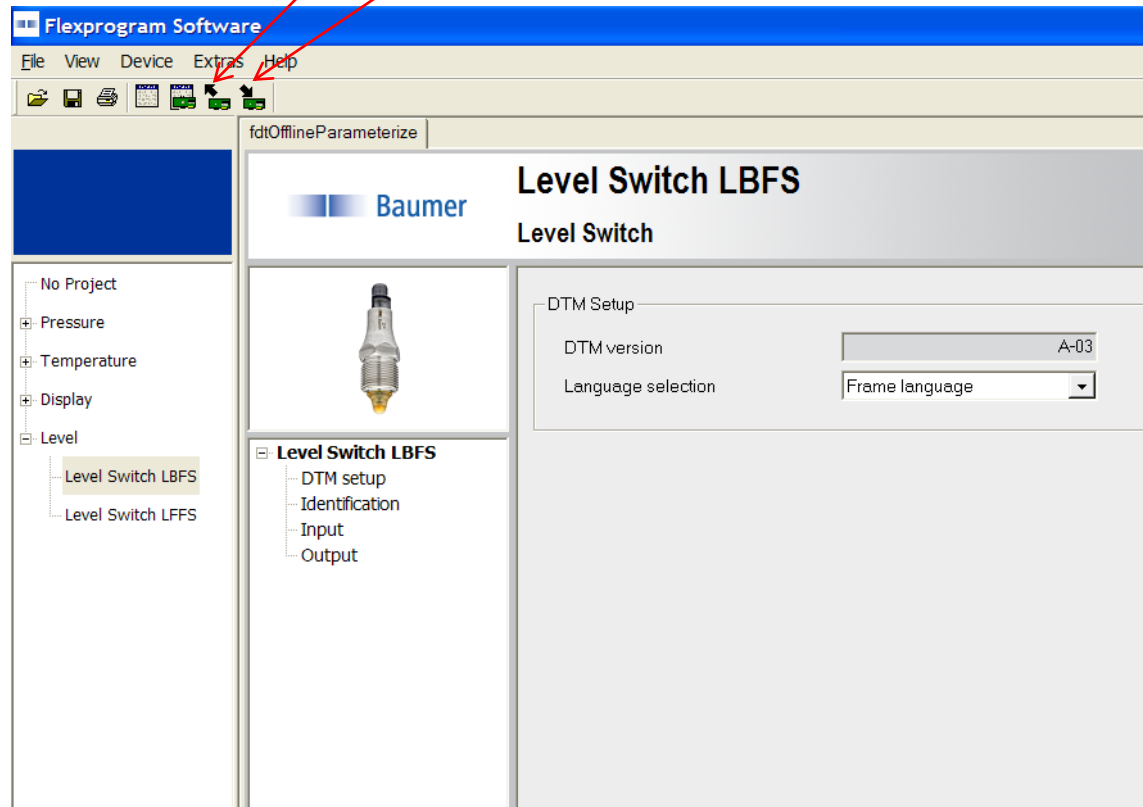 Flexprogram Software
File View Device Extras Help
fdtOfflineParameterize
Baumer
Level Switch LBFS
Level Switch
No Project
Pressure
Temperature
Display
Level
Level Switch LBFS
Level Switch LFFS
Level Switch LBFS
DTM setup
Identification
Input
Output
DTM Setup
DTM version A-03
Language selection Frame language